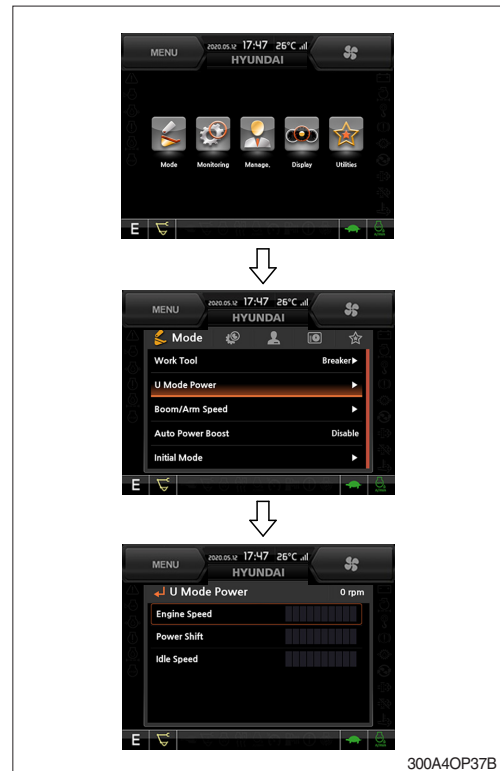 MENU 2020.05.12 17:47 26°C
HYUNDAI
Mode Monitoring Manage. Display Utilities
E
MENU 2020.05.12 17:47 26°C
HYUNDAI
Mode
Work Tool Breaker▶
U Mode Power ▶
Boom/Arm Speed ▶
Auto Power Boost Disable
Initial Mode ▶
E
MENU 2020.05.12 17:47 26°C
HYUNDAI
U Mode Power 0 rpm
Engine Speed
Power Shift
Idle Speed
E
300A4OP37B